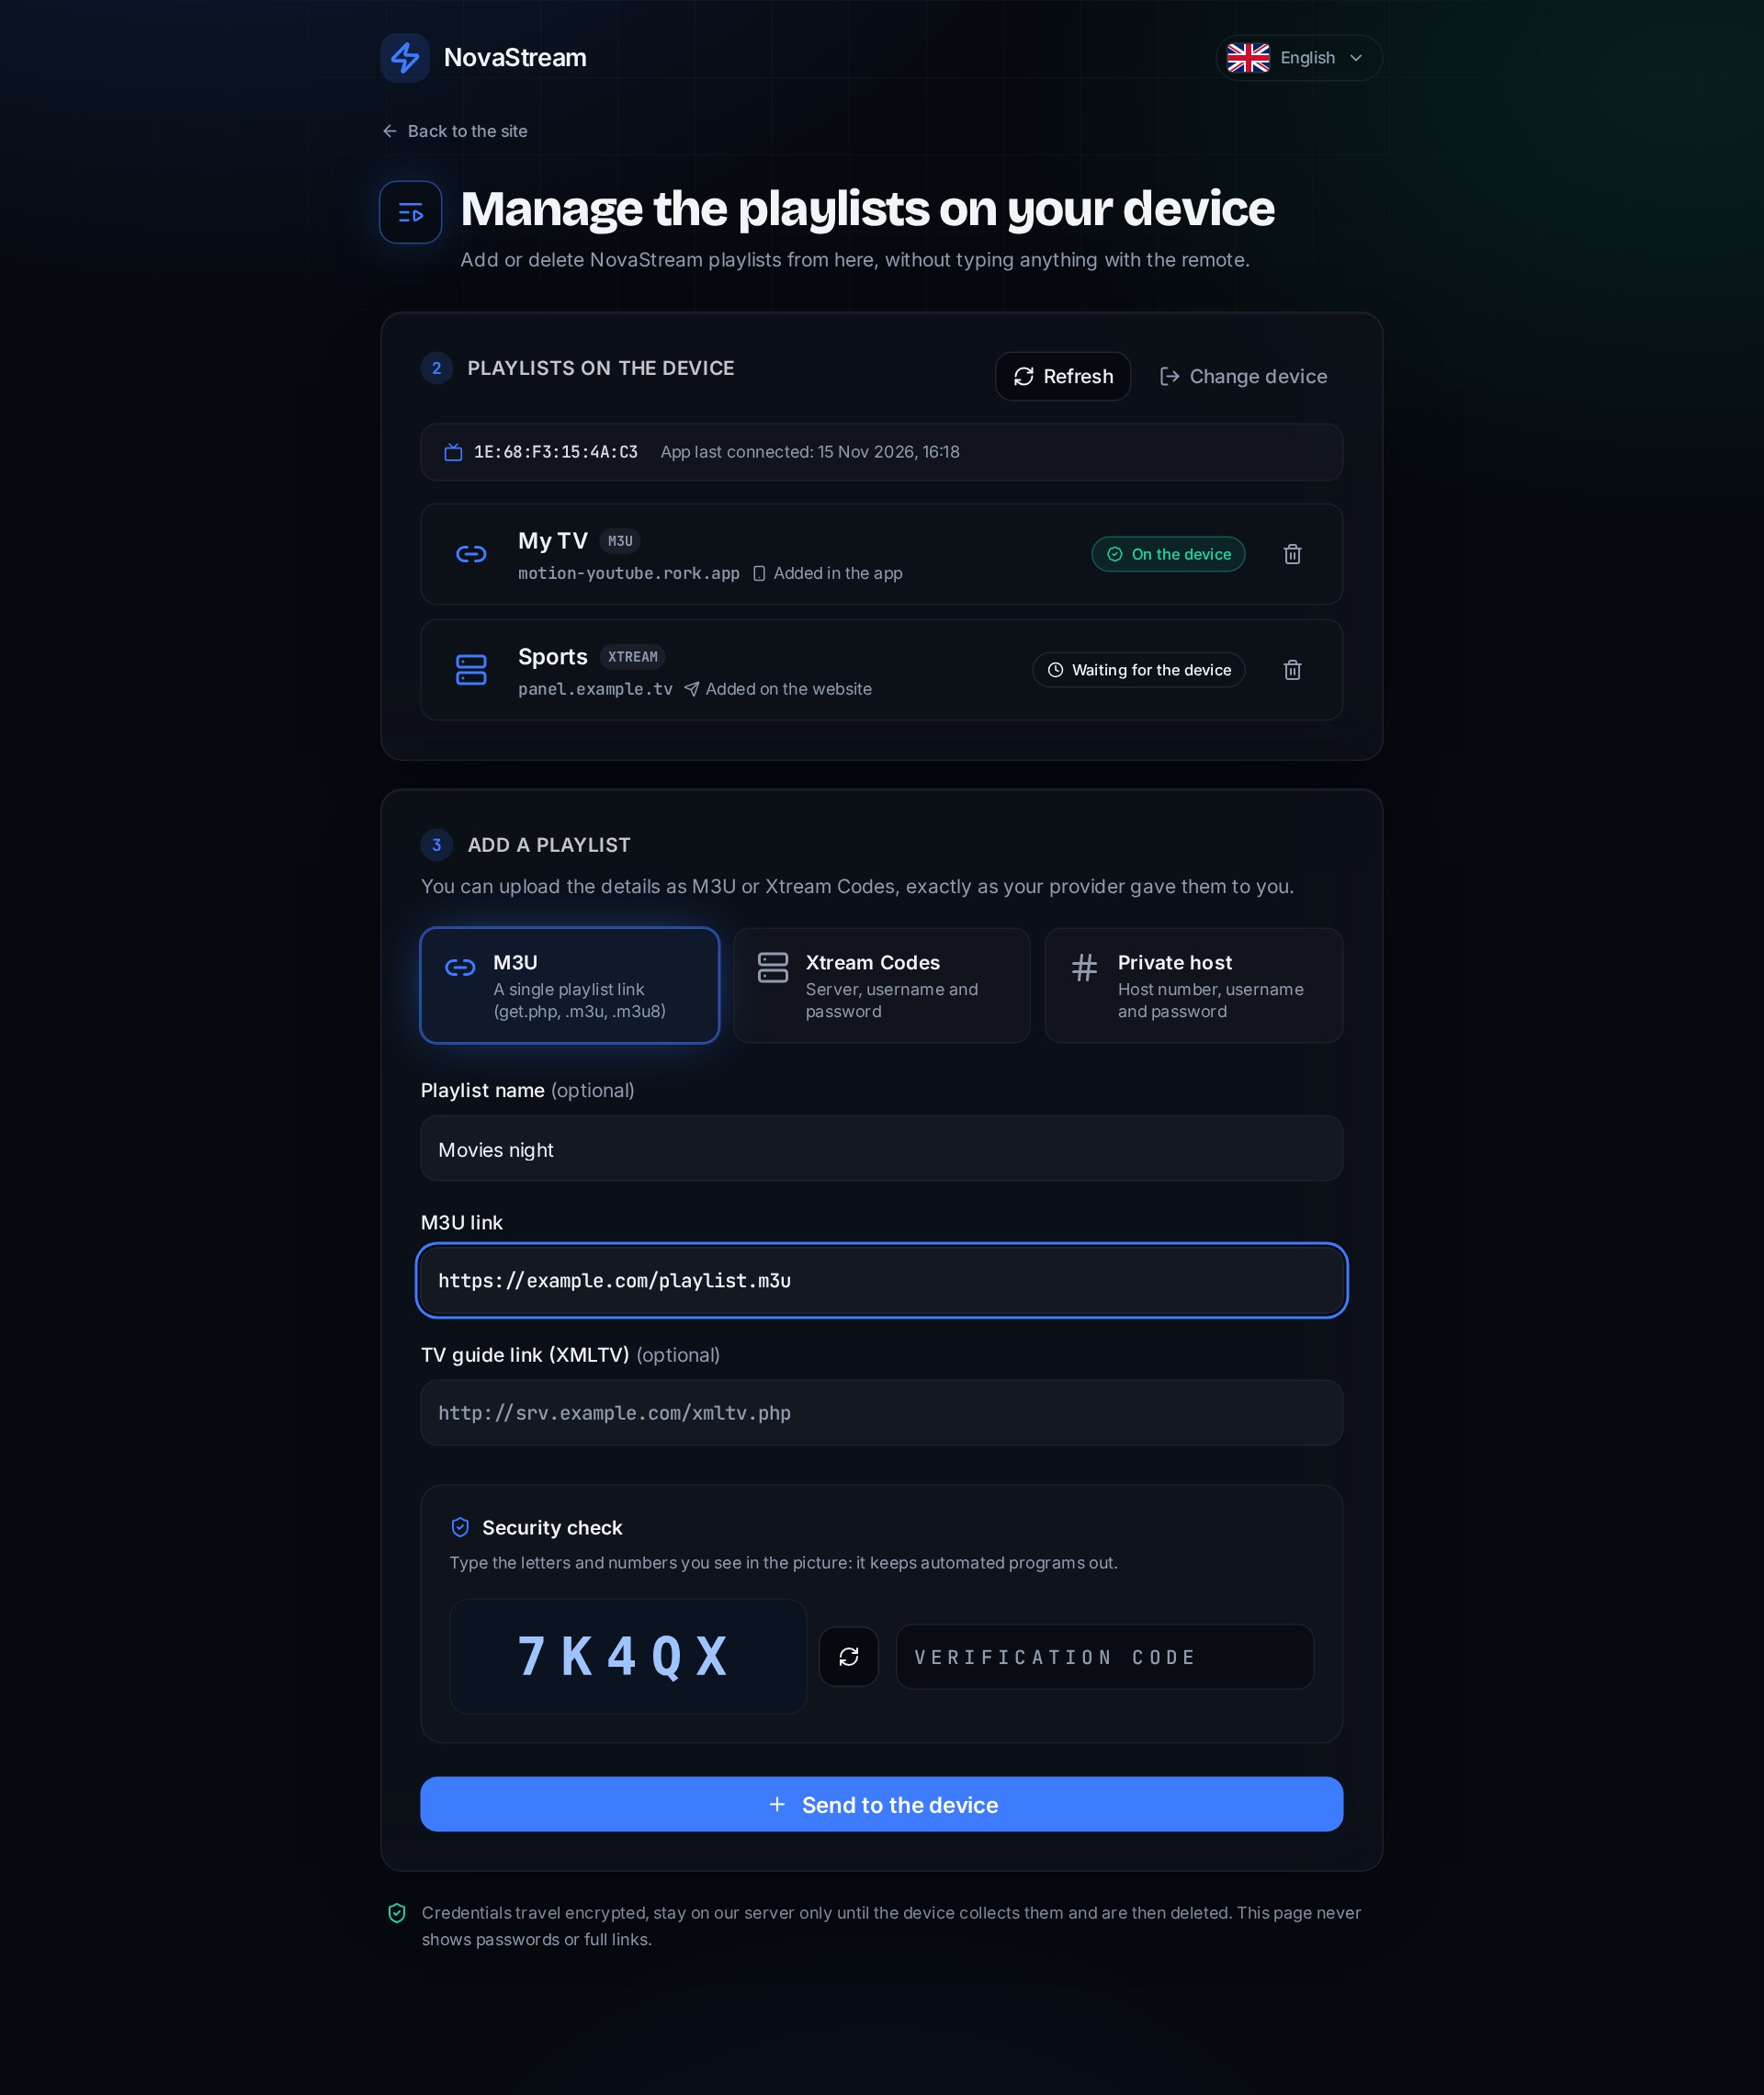 NovaStream
English
Back to the site
Manage the playlists on your device
Add or delete NovaStream playlists from here, without typing anything with the remote.
2 PLAYLISTS ON THE DEVICE
Refresh
Change device
1E:68:F3:15:4A:C3 App last connected: 15 Nov 2026, 16:18
My TV M3U
motion-youtube.rork.app Added in the app
On the device
Sports XTREAM
panel.example.tv Added on the website
Waiting for the device
3 ADD A PLAYLIST
You can upload the details as M3U or Xtream Codes, exactly as your provider gave them to you.
M3U
A single playlist link
(get.php, .m3u, .m3u8)
Xtream Codes
Server, username and
password
Private host
Host number, username
and password
Playlist name (optional)
Movies night
M3U link
https://example.com/playlist.m3u
TV guide link (XMLTV) (optional)
http://srv.example.com/xmltv.php
Security check
Type the letters and numbers you see in the picture: it keeps automated programs out.
7K4QX
VERIFICATION CODE
Send to the device
Credentials travel encrypted, stay on our server only until the device collects them and are then deleted. This page never
shows passwords or full links.